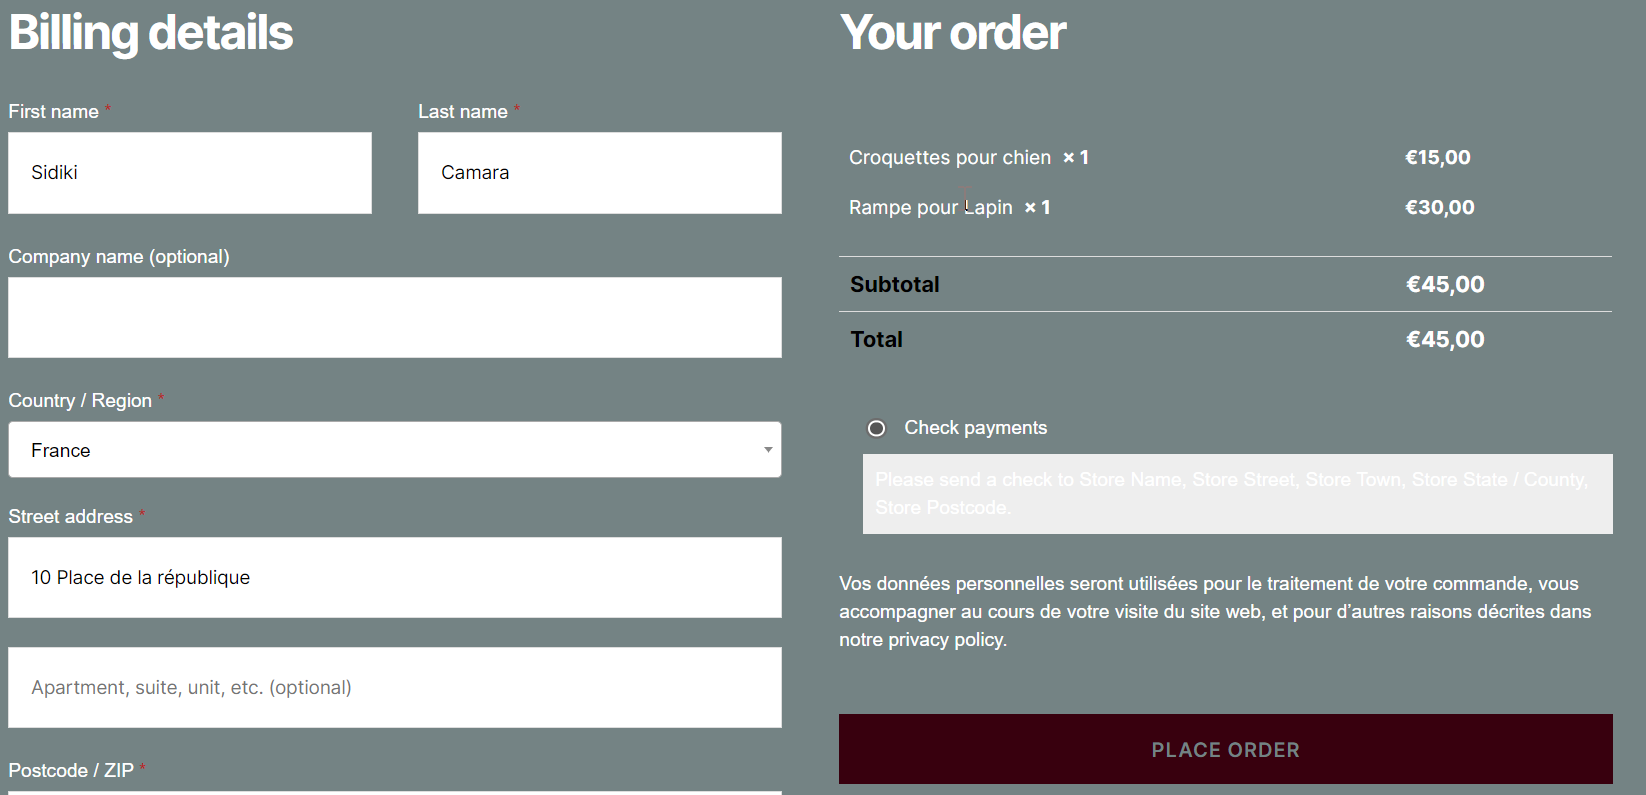 Billing details
First name *
Last name *
Sidiki
Camara
Company name (optional)
Country / Region *
France
Street address *
10 Place de la république
Apartment, suite, unit, etc. (optional)
Postcode / ZIP *
Your order
Croquettes pour chien × 1 €15,00
Rampe pour Lapin × 1 €30,00
Subtotal €45,00
Total €45,00
Check payments
Please send a check to Store Name, Store Street, Store Town, Store State / County,
Store Postcode.
Vos données personnelles seront utilisées pour le traitement de votre commande, vous
accompagner au cours de votre visite du site web, et pour d’autres raisons décrites dans
notre privacy policy.
PLACE ORDER